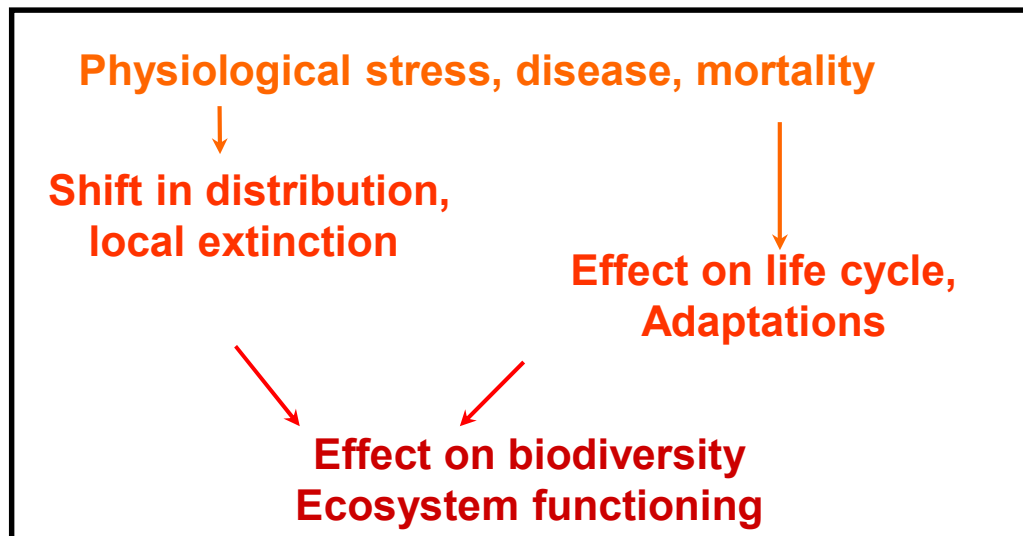 Physiological stress, disease, mortality
Shift in distribution,
local extinction
Effect on life cycle,
Adaptations
Effect on biodiversity
Ecosystem functioning